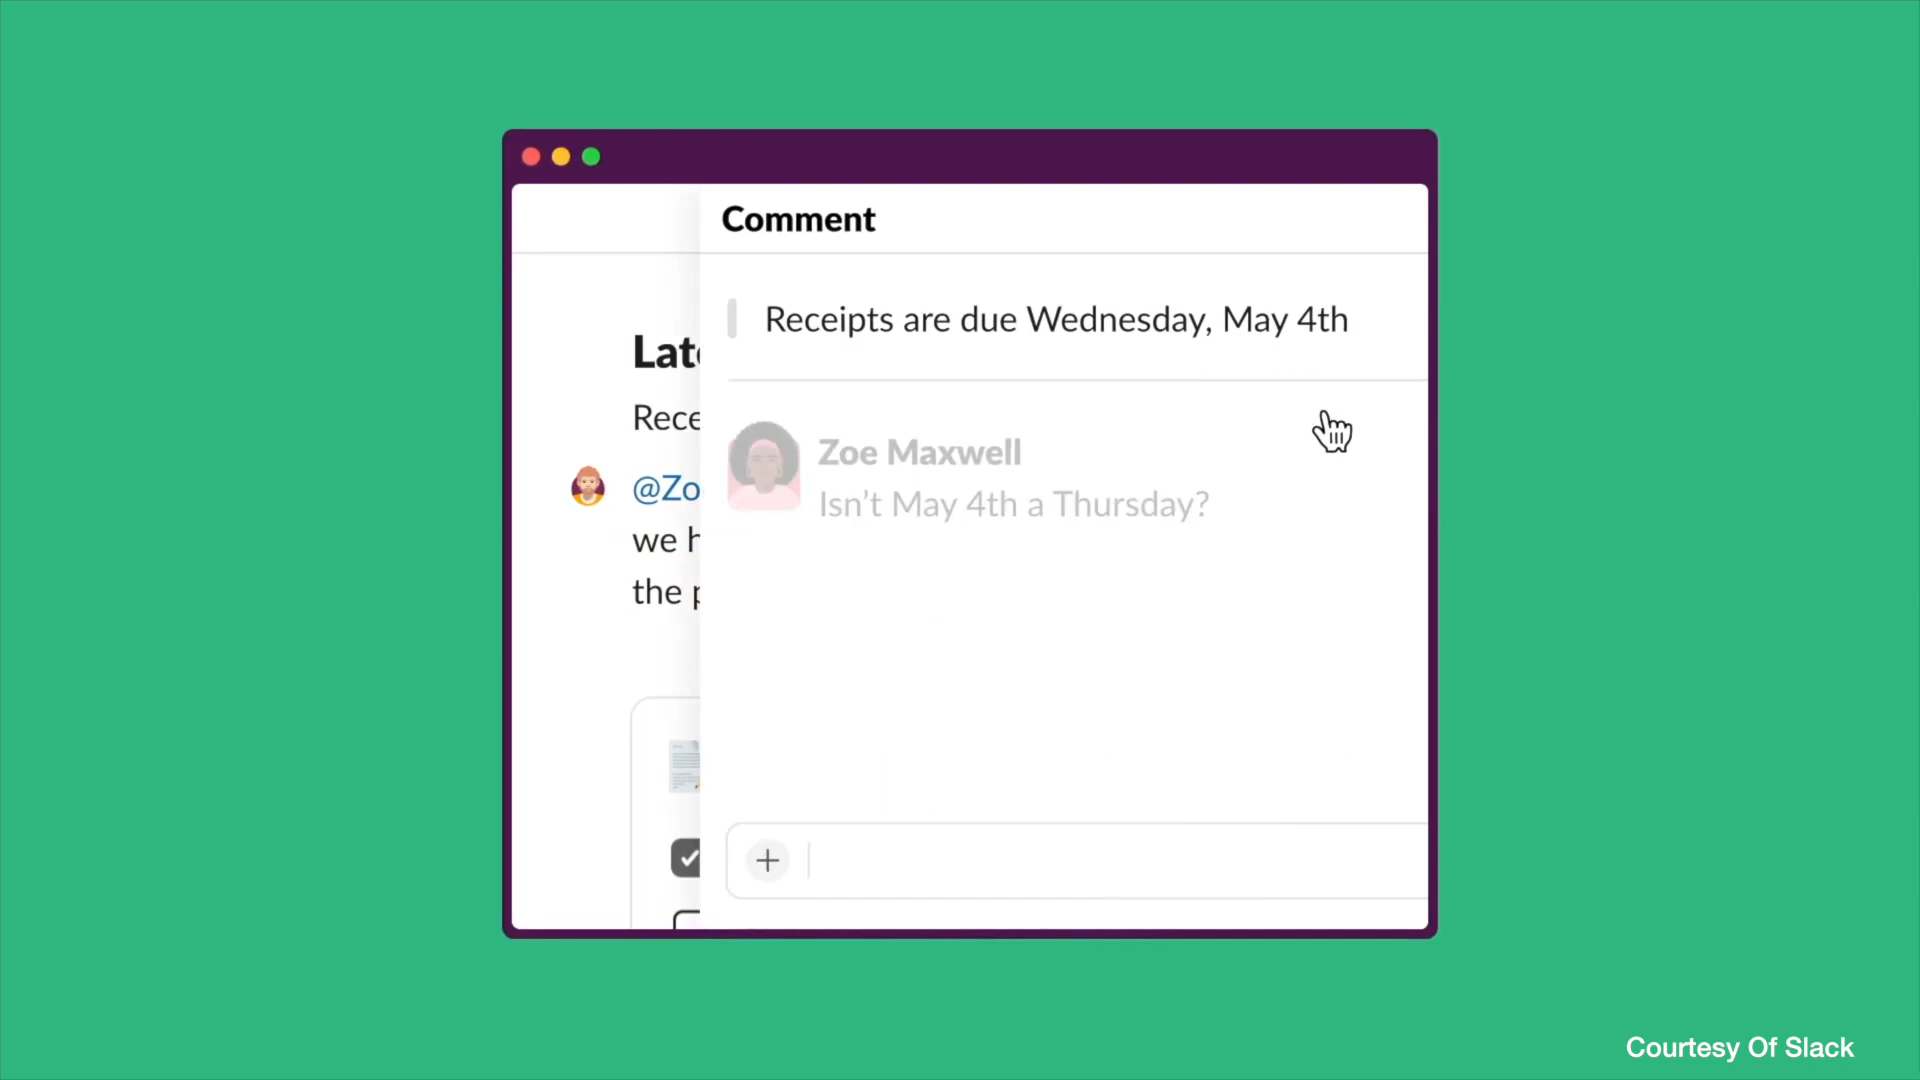 Comment
Receipts are due Wednesday, May 4th
Late
Rece
Zoe Maxwell
Isn’t May 4th a Thursday?
@Zo
we h
the p
Courtesy Of Slack